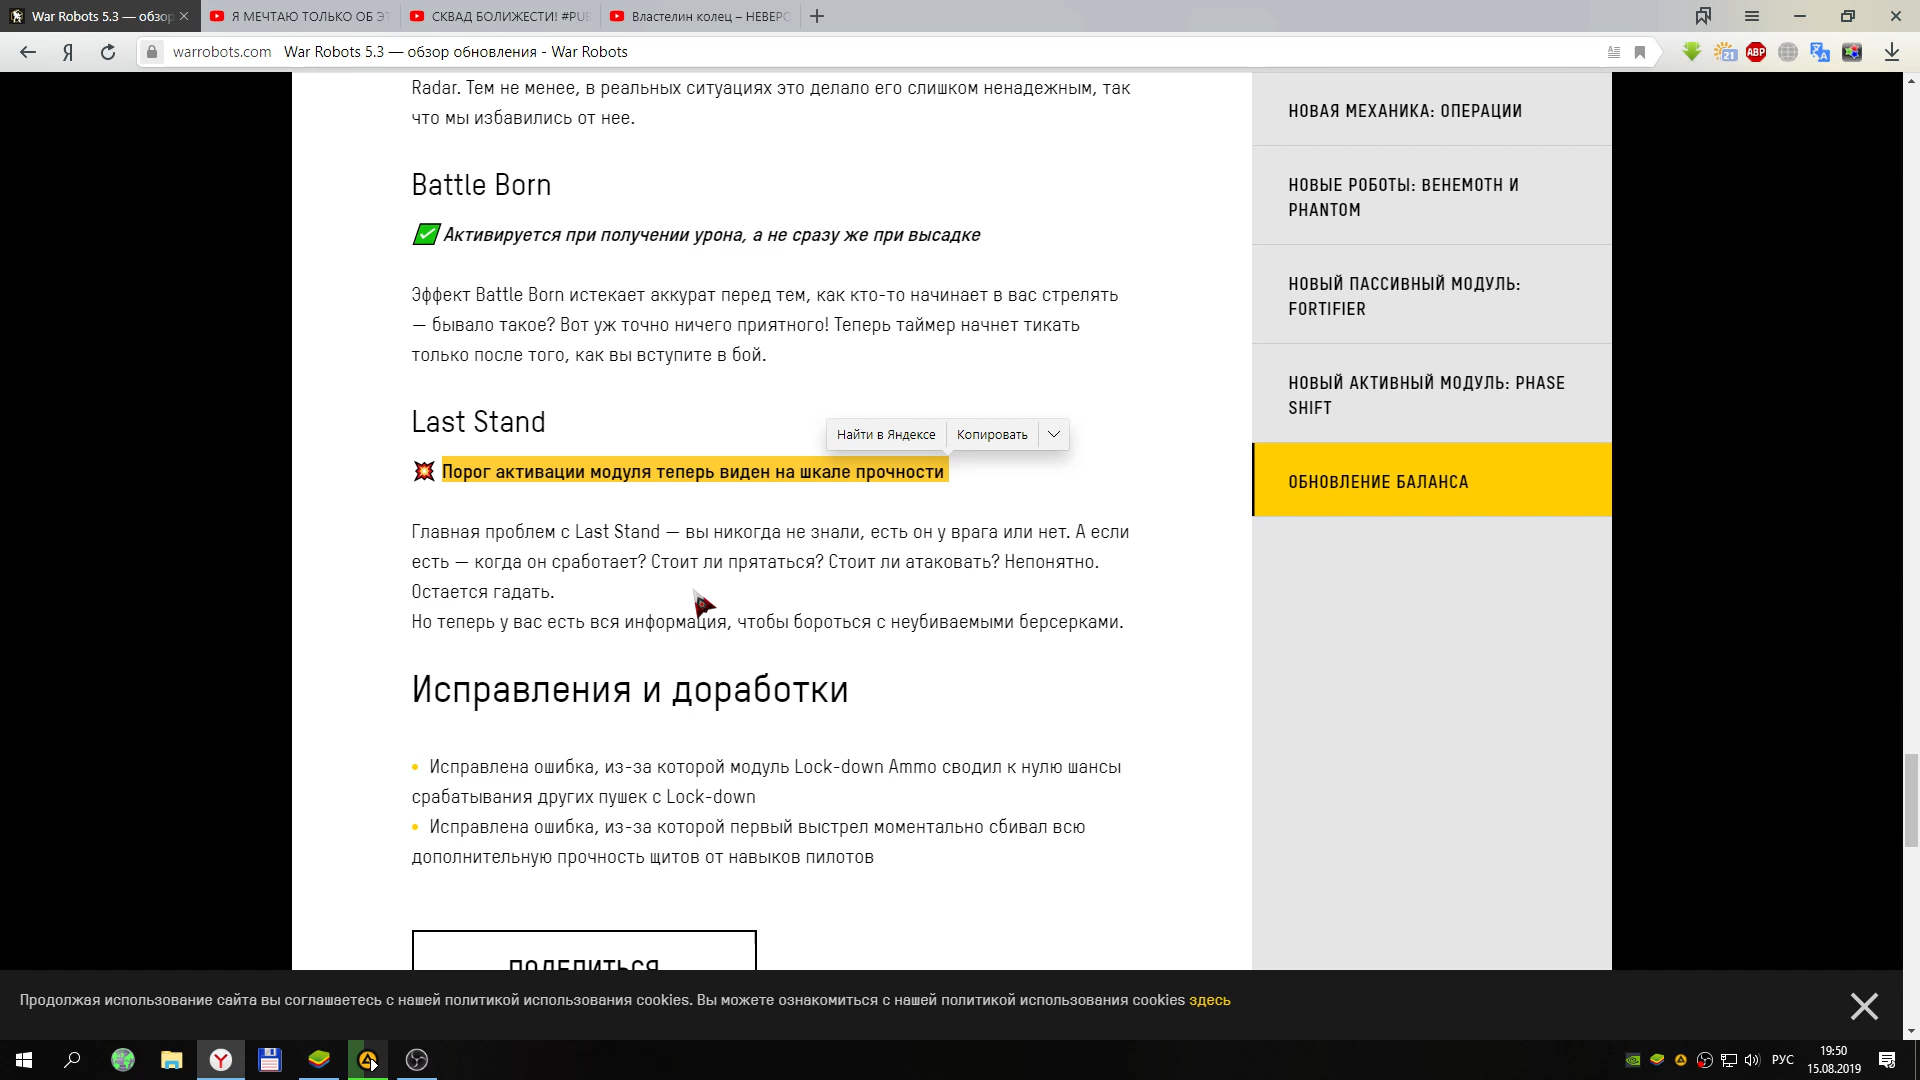 War Robots 5.3 — обзор
Я МЕЧТАЮ ТОЛЬКО ОБ ЭТ
СКВАД БОЛИЖЕСТИ! #PUB
Властелин колец – НЕВЕРО
warrobots.com War Robots 5.3 — обзор обновления - War Robots
21
ABP
Radar. Тем не менее, в реальных ситуациях это делало его слишком ненадежным, так
что мы избавились от нее.
Battle Born
Активируется при получении урона, а не сразу же при высадке
Эффект Battle Born истекает аккурат перед тем, как кто-то начинает в вас стрелять
— бывало такое? Вот уж точно ничего приятного! Теперь таймер начнет тикать
только после того, как вы вступите в бой.
Last Stand
Найти в Яндексе Копировать
Порог активации модуля теперь виден на шкале прочности
Главная проблем с Last Stand — вы никогда не знали, есть он у врага или нет. А если
есть — когда он сработает? Стоит ли прятаться? Стоит ли атаковать? Непонятно.
Остается гадать.
Но теперь у вас есть вся информация, чтобы бороться с неубиваемыми берсерками.
Исправления и доработки
• Исправлена ошибка, из-за которой модуль Lock-down Ammo сводил к нулю шансы
срабатывания других пушек с Lock-down
• Исправлена ошибка, из-за которой первый выстрел моментально сбивал всю
дополнительную прочность щитов от навыков пилотов
ПОДЕЛИТЬСЯ
НОВАЯ МЕХАНИКА: ОПЕРАЦИИ
НОВЫЕ РОБОТЫ: BEHEMOTH И
PHANTOM
НОВЫЙ ПАССИВНЫЙ МОДУЛЬ:
FORTIFIER
НОВЫЙ АКТИВНЫЙ МОДУЛЬ: PHASE
SHIFT
ОБНОВЛЕНИЕ БАЛАНСА
Продолжая использование сайта вы соглашаетесь с нашей политикой использования cookies. Вы можете ознакомиться с нашей политикой использования cookies здесь
РУС
19:50
15.08.2019